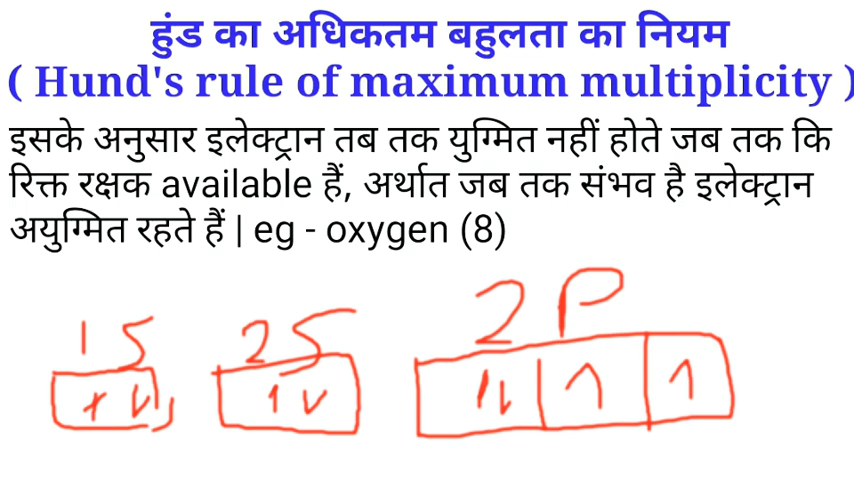 हुंड का अधिकतम बहुलता का नियम
( Hund's rule of maximum multiplicity )
इसके अनुसार इलेक्ट्रान तब तक युग्मित नहीं होते जब तक कि
रिक्त रक्षक available हैं, अर्थात जब तक संभव है इलेक्ट्रान
अयुग्मित रहते हैं | eg - oxygen (8)
1S 2S 2P